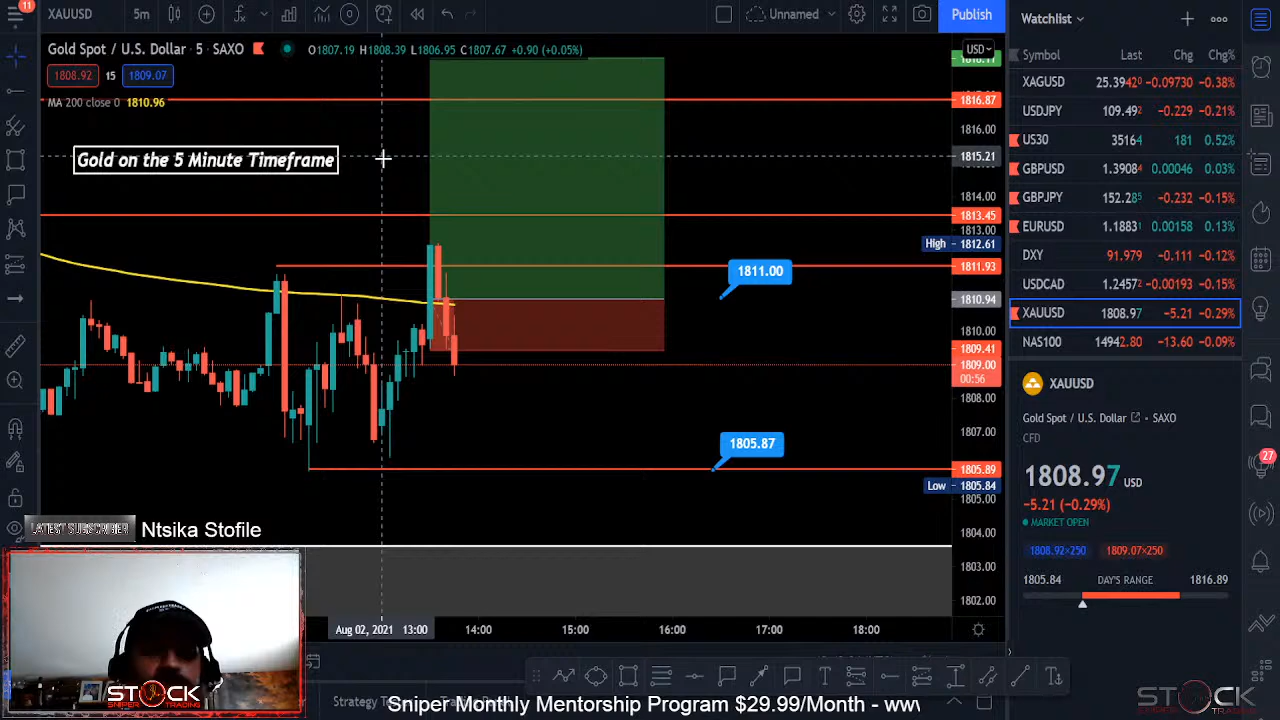 11
XAUUSD 5m
Unnamed
Publish
Gold Spot / U.S. Dollar · 5 · SAXO O1807.19 H1808.39 L1806.95 C1807.67 +0.90 (+0.05%)
1808.92 15 1809.07
MA 200 close 0 1810.96
Gold on the 5 Minute Timeframe
USD
1816.87
1816.00
1815.21
1814.00
1813.45
1813.00
High 1812.61
1811.93
1811.00
1810.94
1810.00
1809.41
1809.00
00:56
1808.00
1807.00
1805.87
1805.89
Low 1805.84
1805.00
1804.00
1803.00
1802.00
LATEST SUBSCRIBER Ntsika Stofile
Aug 02, 2021 13:00 14:00 15:00 16:00 17:00 18:00
STOCK
SNIPER TRADING
Sniper Monthly Mentorship Program $29.99/Month - www
Watchlist
Symbol Last Chg Chg%
XAGUSD 25.3942 -0.09730 -0.38%
USDJPY 109.492 -0.229 -0.21%
US30 35164 181 0.52%
GBPUSD 1.39084 0.00046 0.03%
GBPJPY 152.285 -0.232 -0.15%
EURUSD 1.18831 0.00158 0.13%
DXY 91.979 -0.111 -0.12%
USDCAD 1.24572 -0.00193 -0.15%
XAUUSD 1808.97 -5.21 -0.29%
NAS100 14942.80 -13.60 -0.09%
XAUUSD
Gold Spot / U.S. Dollar · SAXO
CFD
1808.97 USD
-5.21 (-0.29%)
MARKET OPEN
1808.92×250 1809.07×250
1805.84 DAY'S RANGE 1816.89
27
STOCK
SNIPER TRADING